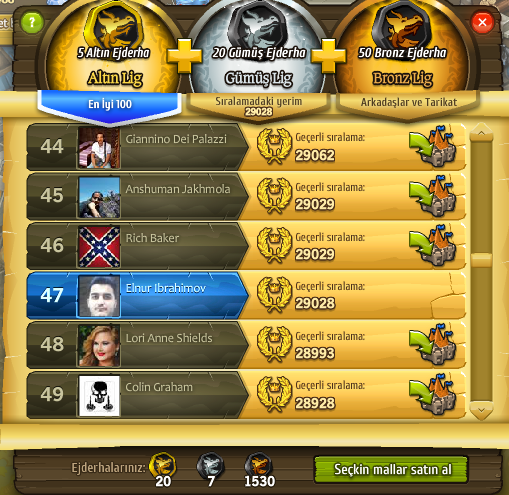 ?
5 Altın Ejderha
20 Gümüş Ejderha
50 Bronz Ejderha
Altın Lig
Gümüş Lig
Bronz Lig
En İyi 100
Sıralamadaki yerim
29028
Arkadaşlar ve Tarikat
44
Giannino Dei Palazzi
Geçerli sıralama:
29062
45
Anshuman Jakhmola
Geçerli sıralama:
29029
46
Rich Baker
Geçerli sıralama:
29029
47
Elnur Ibrahimov
Geçerli sıralama:
29028
48
Lori Anne Shields
Geçerli sıralama:
28993
49
Colin Graham
Geçerli sıralama:
28928
Ejderhalarınız:
20
7
1530
Seçkin mallar satın al